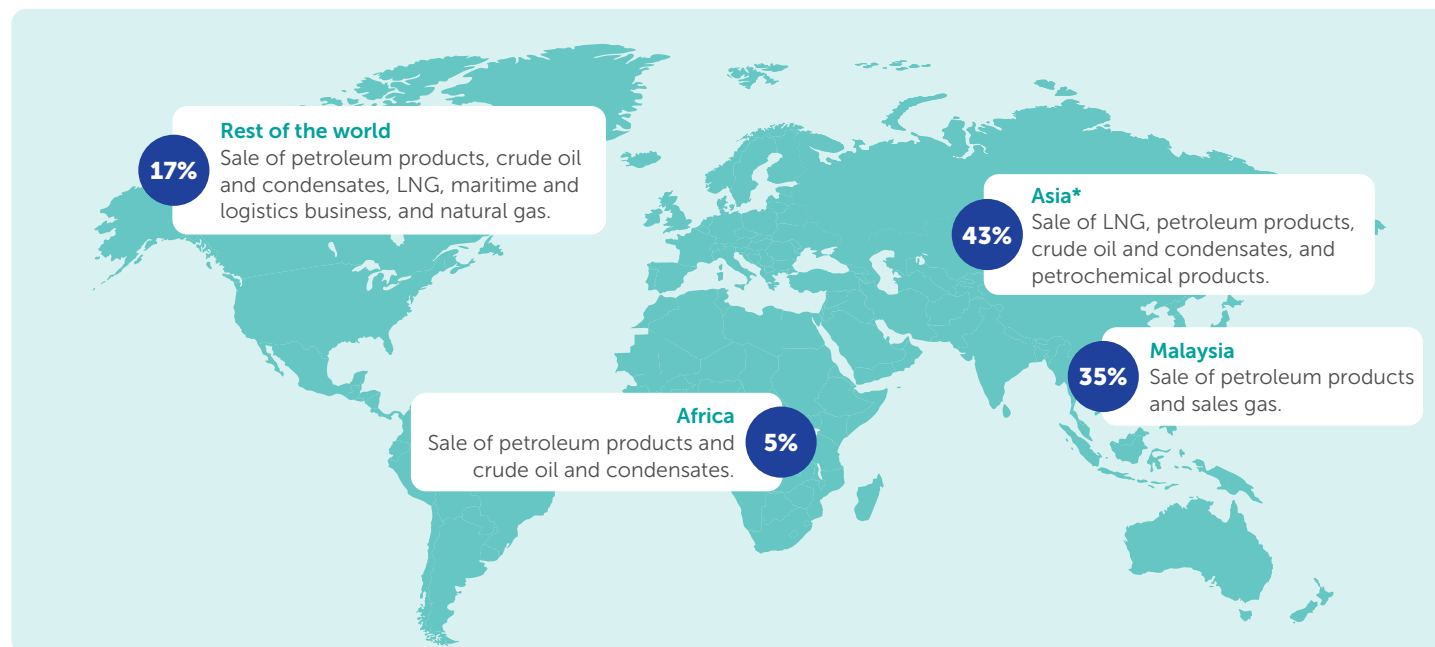 Rest of the world
17%
Sale of petroleum products, crude oil
and condensates, LNG, maritime and
logistics business, and natural gas.
Asia*
43%
Sale of LNG, petroleum products,
crude oil and condensates, and
petrochemical products.
Malaysia
35%
Sale of petroleum products
and sales gas.
Africa
5%
Sale of petroleum products and
crude oil and condensates.